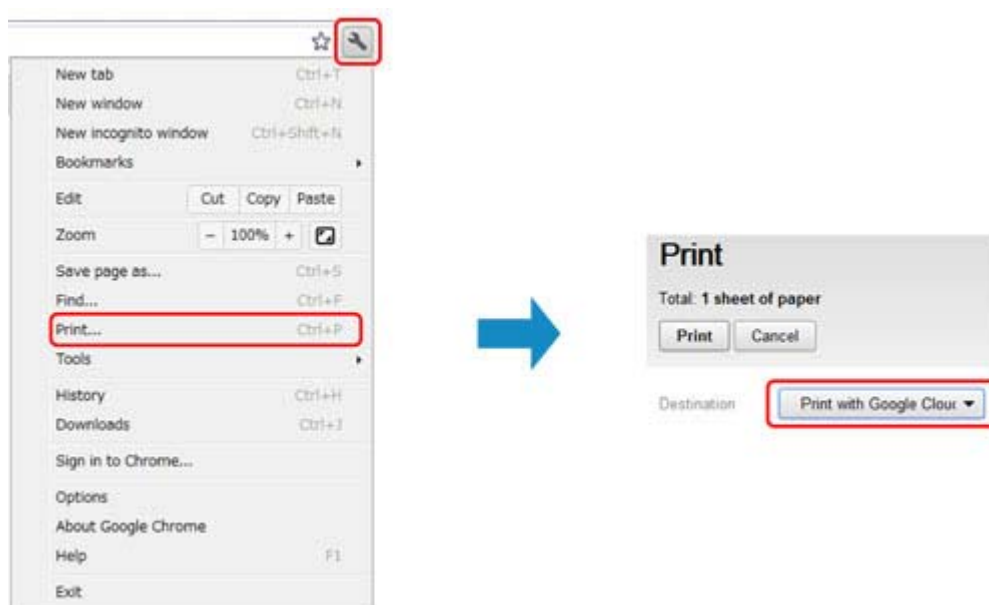 New tab Ctrl+T
New window Ctrl+N
New incognito window Ctrl+Shift+N
Bookmarks
Edit Cut Copy Paste
Zoom - 100% +
Save page as... Ctrl+S
Find... Ctrl+F
Print... Ctrl+P
Tools
History Ctrl+H
Downloads Ctrl+J
Sign in to Chrome...
Options
About Google Chrome
Help F1
Exit
Print
Total: 1 sheet of paper
Print Cancel
Destination Print with Google Clou